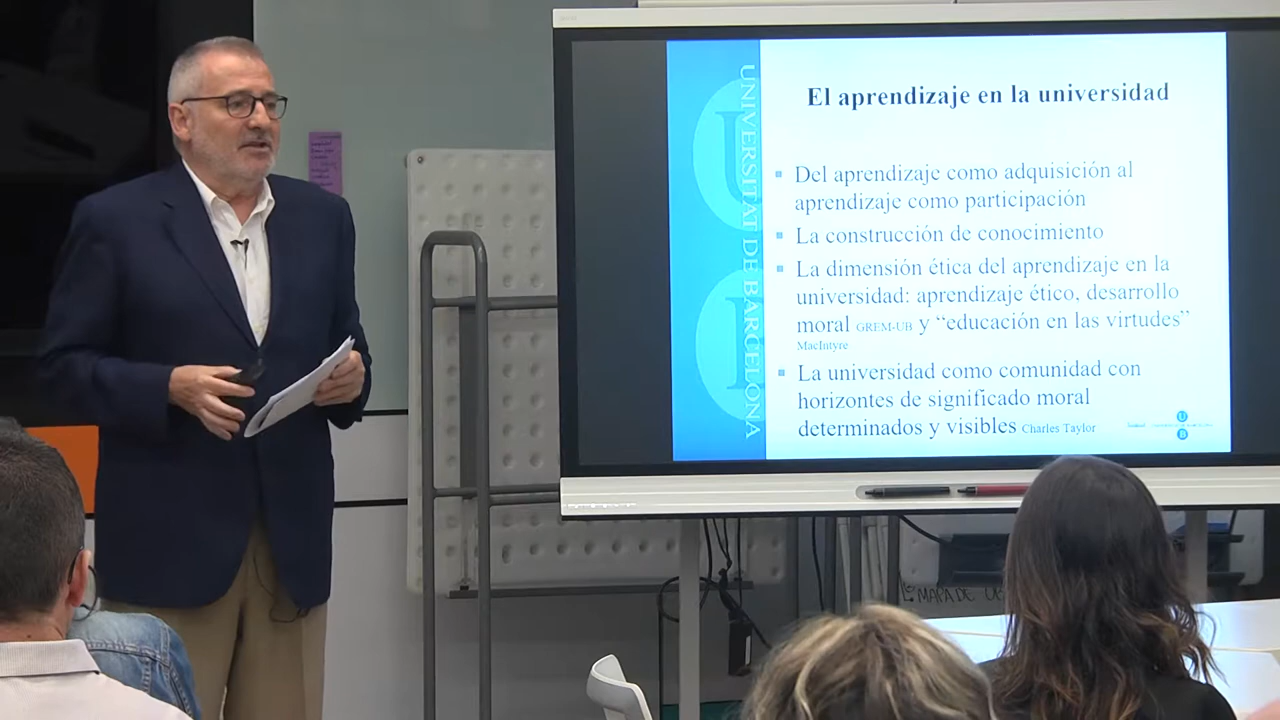 El aprendizaje en la universidad
Del aprendizaje como adquisición al
aprendizaje como participación
La construcción de conocimiento
La dimensión ética del aprendizaje en la
universidad: aprendizaje ético, desarrollo
moral GREM-UB y “educación en las virtudes”
MacIntyre
La universidad como comunidad con
horizontes de significado moral
determinados y visibles Charles Taylor
UNIVERSITAT DE BARCELONA
U
B
MAPA DE